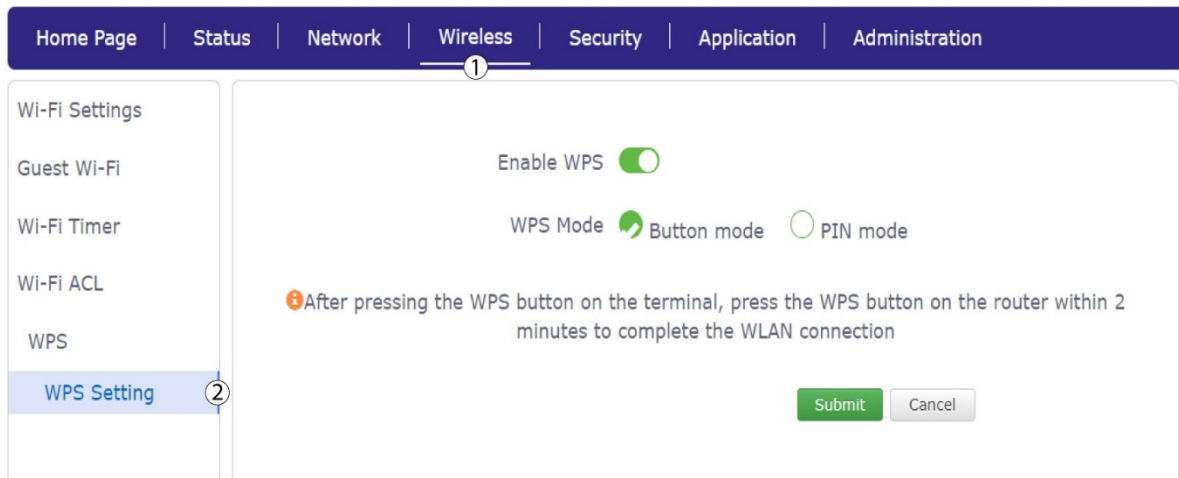 Home Page | Status | Network | Wireless | Security | Application | Administration
①
Wi-Fi Settings
Guest Wi-Fi
Wi-Fi Timer
Wi-Fi ACL
WPS
WPS Setting ②
Enable WPS
WPS Mode Button mode PIN mode
After pressing the WPS button on the terminal, press the WPS button on the router within 2
minutes to complete the WLAN connection
Submit Cancel